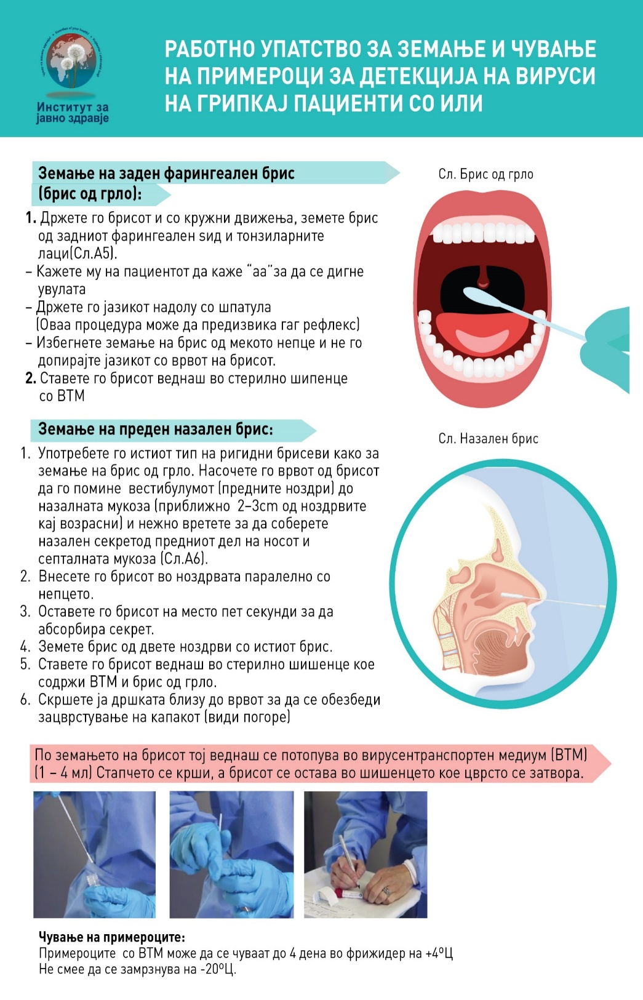 Институт за
јавно здравје
РАБОТНО УПАТСТВО ЗА ЗЕМАЊЕ И ЧУВАЊЕ
НА ПРИМЕРОЦИ ЗА ДЕТЕКЦИЈА НА ВИРУСИ
НА ГРИПКАЈ ПАЦИЕНТИ СО ИЛИ
Земање на заден фарингеален брис
(брис од грло):
1. Држете го брисот и со кружни движења, земете брис
од задниот фарингеален ѕид и тонзиларните
лаци(Сл.А5).
– Кажете му на пациентот да каже “аа”за да се дигне
увулата
– Држете го јазикот надолу со шпатула
(Оваа процедура може да предизвика гаг рефлекс)
– Избегнете земање на брис од мекото непце и не го
допирајте јазикот со врвот на брисот.
2. Ставете го брисот веднаш во стерилно шипенце
со ВТМ
Сл. Брис од грло
Земање на преден назален брис:
1. Употребете го истиот тип на ригидни брисеви како за
земање на брис од грло. Насочете го врвот од брисот
да го помине вестибулумот (предните ноздри) до
назалната мукоза (приближно 2–3cm од ноздрвите
кај возрасни) и нежно вретете за да соберете
назален секретод предниот дел на носот и
септалната мукоза (Сл.А6).
2. Внесете го брисот во ноздрвата паралелно со
непцето.
3. Оставете го брисот на место пет секунди за да
абсорбира секрет.
4. Земете брис од двете ноздрви со истиот брис.
5. Ставете го брисот веднаш во стерилно шишенце кое
содржи ВТМ и брис од грло.
6. Скршете ја дршката близу до врвот за да се обезбеди
зацврстување на капакот (види погоре)
Сл. Назален брис
По земањето на брисот тој веднаш се потопува во вирусентранспортен медиум (ВТМ)
(1 – 4 мл) Стапчето се крши, а брисот се остава во шишенцето кое цврсто се затвора.
Чување на примероците:
Примероците со ВТМ може да се чуваат до 4 дена во фрижидер на +4ºЦ
Не смее да се замрзнува на -20ºЦ.